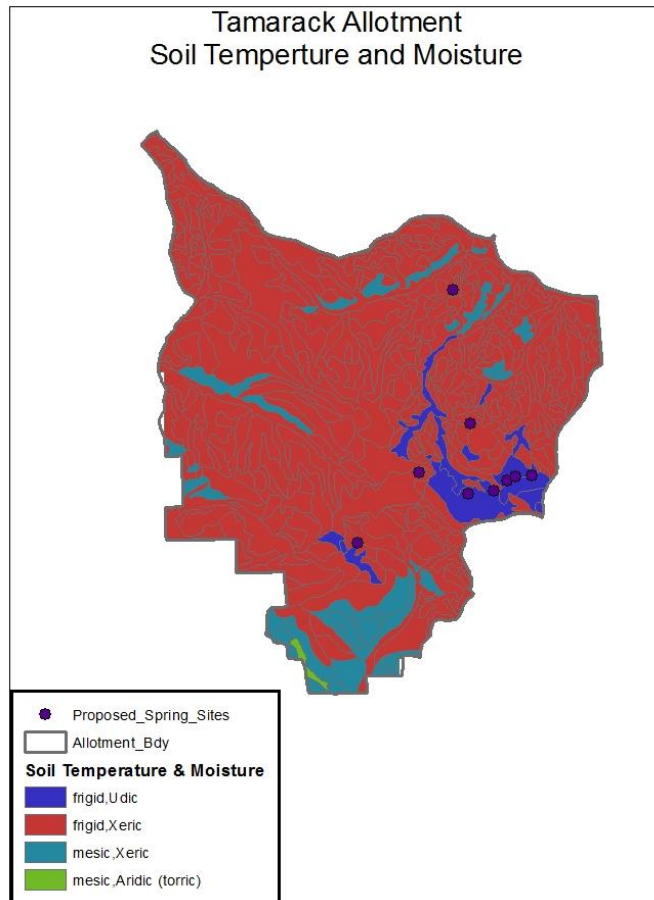 Tamarack Allotment
Soil Temperture and Moisture
Proposed_Spring_Sites
Allotment_Bdy
Soil Temperature & Moisture
frigid,Udic
frigid,Xeric
mesic,Xeric
mesic,Aridic (torric)